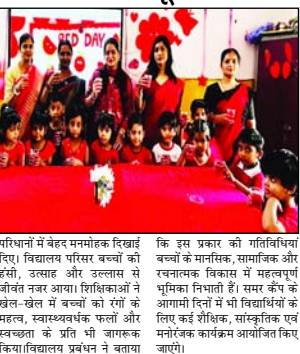 RED DAY
परिधानों में बेहद मनमोहक दिखाई
दिए। विद्यालय परिसर बच्चों की
हंसी, उत्साह और उल्लास से
जीवंत नजर आया। शिक्षिकाओं ने
खेल-खेल में बच्चों को रंगों के
महत्व, स्वास्थ्यवर्धक फलों और
स्वच्छता के प्रति भी जागरूक
किया।विद्यालय प्रबंधन ने बताया
कि इस प्रकार की गतिविधियां
बच्चों के मानसिक, सामाजिक और
रचनात्मक विकास में महत्वपूर्ण
भूमिका निभाती हैं। समर कैंप के
आगामी दिनों में भी विद्यार्थियों के
लिए कई शैक्षिक, सांस्कृतिक एवं
मनोरंजक कार्यक्रम आयोजित किए
जाएंगे।